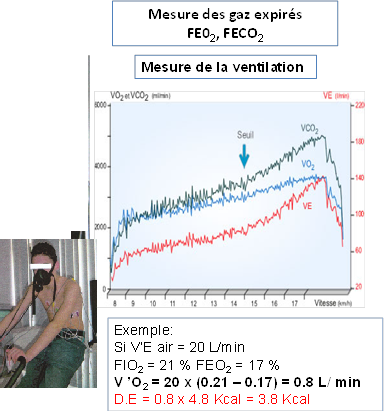 Mesure des gaz expirés
FE0₂, FECO₂
Mesure de la ventilation
VO₂ et VCO₂ (ml/min)
VE (l/min)
6000
220
180
4000
140
2000
100
60
0
20
Seuil
VCO₂
VO₂
VE
8 9 10 11 12 13 14 15 16 17 Vitesse (km/h)
Exemple:
Si V'E air = 20 L/min
FIO₂ = 21 % FEO₂ = 17 %
V 'O₂ = 20 x (0.21 – 0.17) = 0.8 L/ min
D.E = 0.8 x 4.8 Kcal = 3.8 Kcal